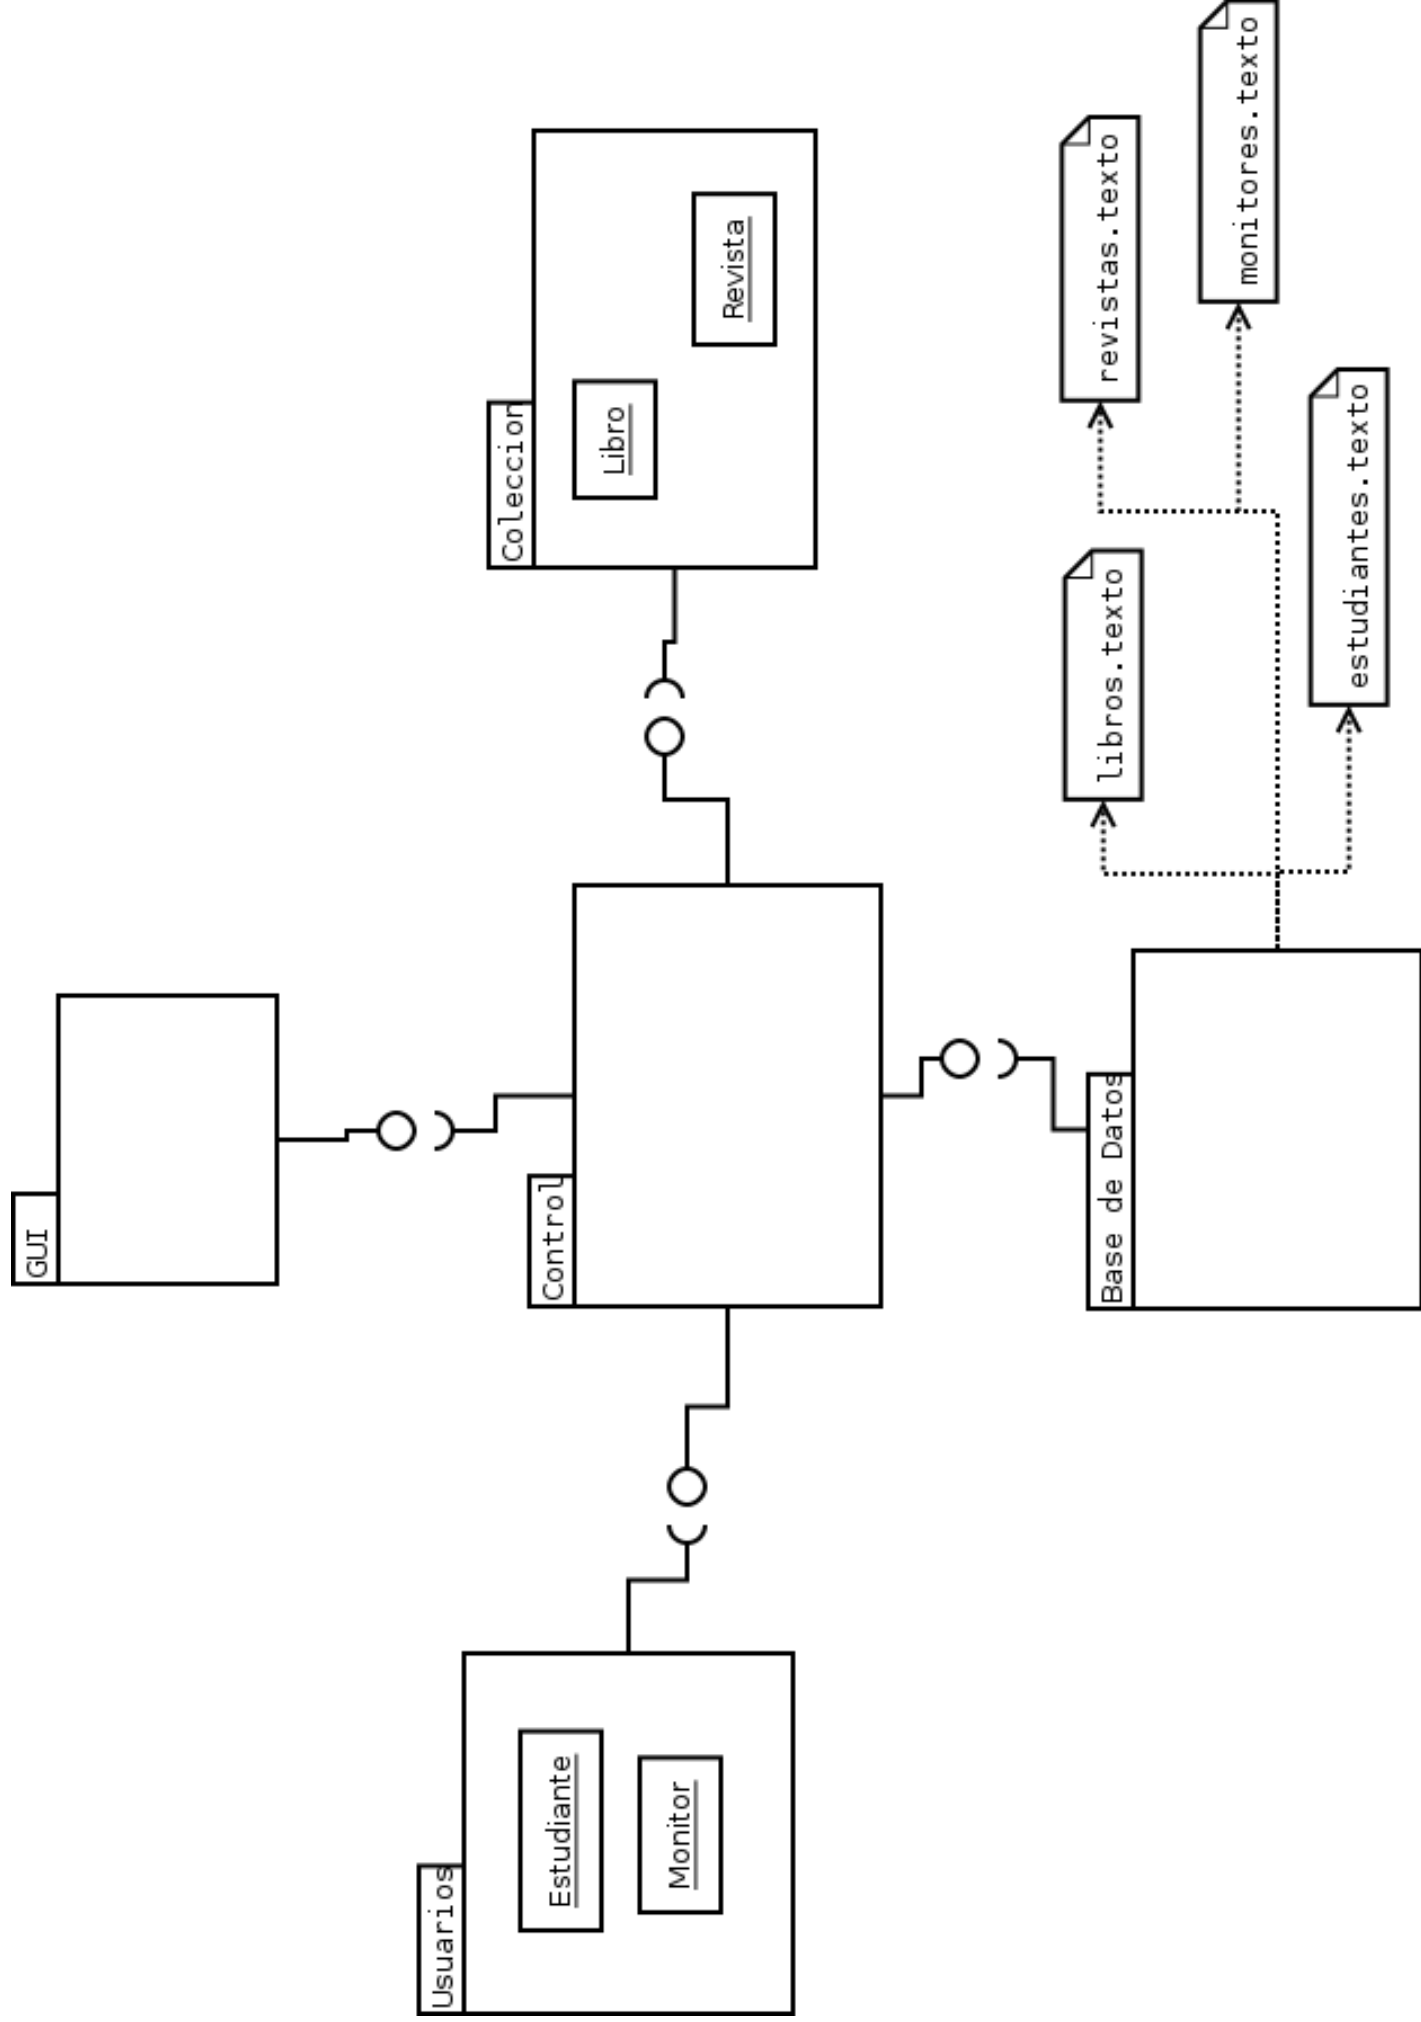 GUI
Usuarios
Estudiante
Monitor
Control
Coleccion
Libro
Revista
Base de Datos
libros.texto
revistas.texto
estudiantes.texto
monitores.texto